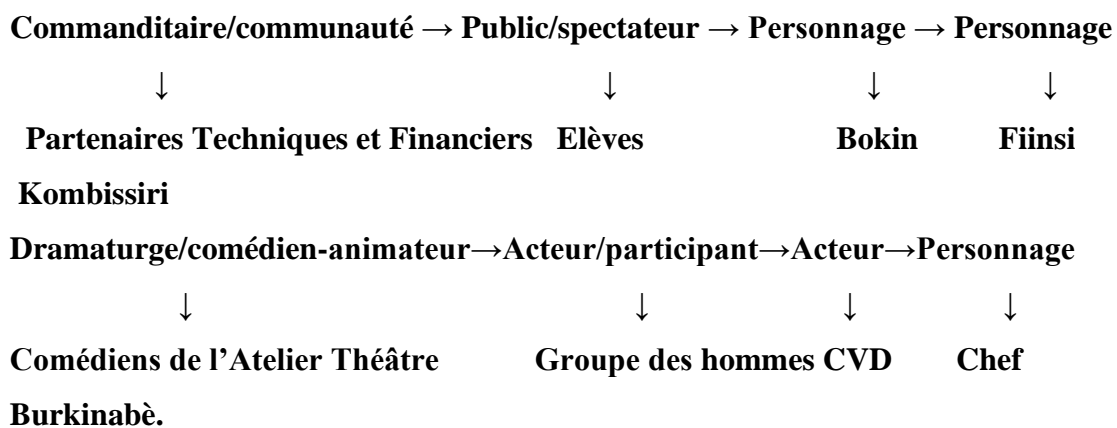 Commanditaire/communauté → Public/spectateur → Personnage → Personnage
↓ ↓ ↓ ↓
Partenaires Techniques et Financiers Elèves Bokin Fiinsi
Kombissiri
Dramaturge/comédien-animateur→Acteur/participant→Acteur→Personnage
↓ ↓ ↓ ↓
Comédiens de l’Atelier Théâtre Groupe des hommes CVD Chef
Burkinabè.